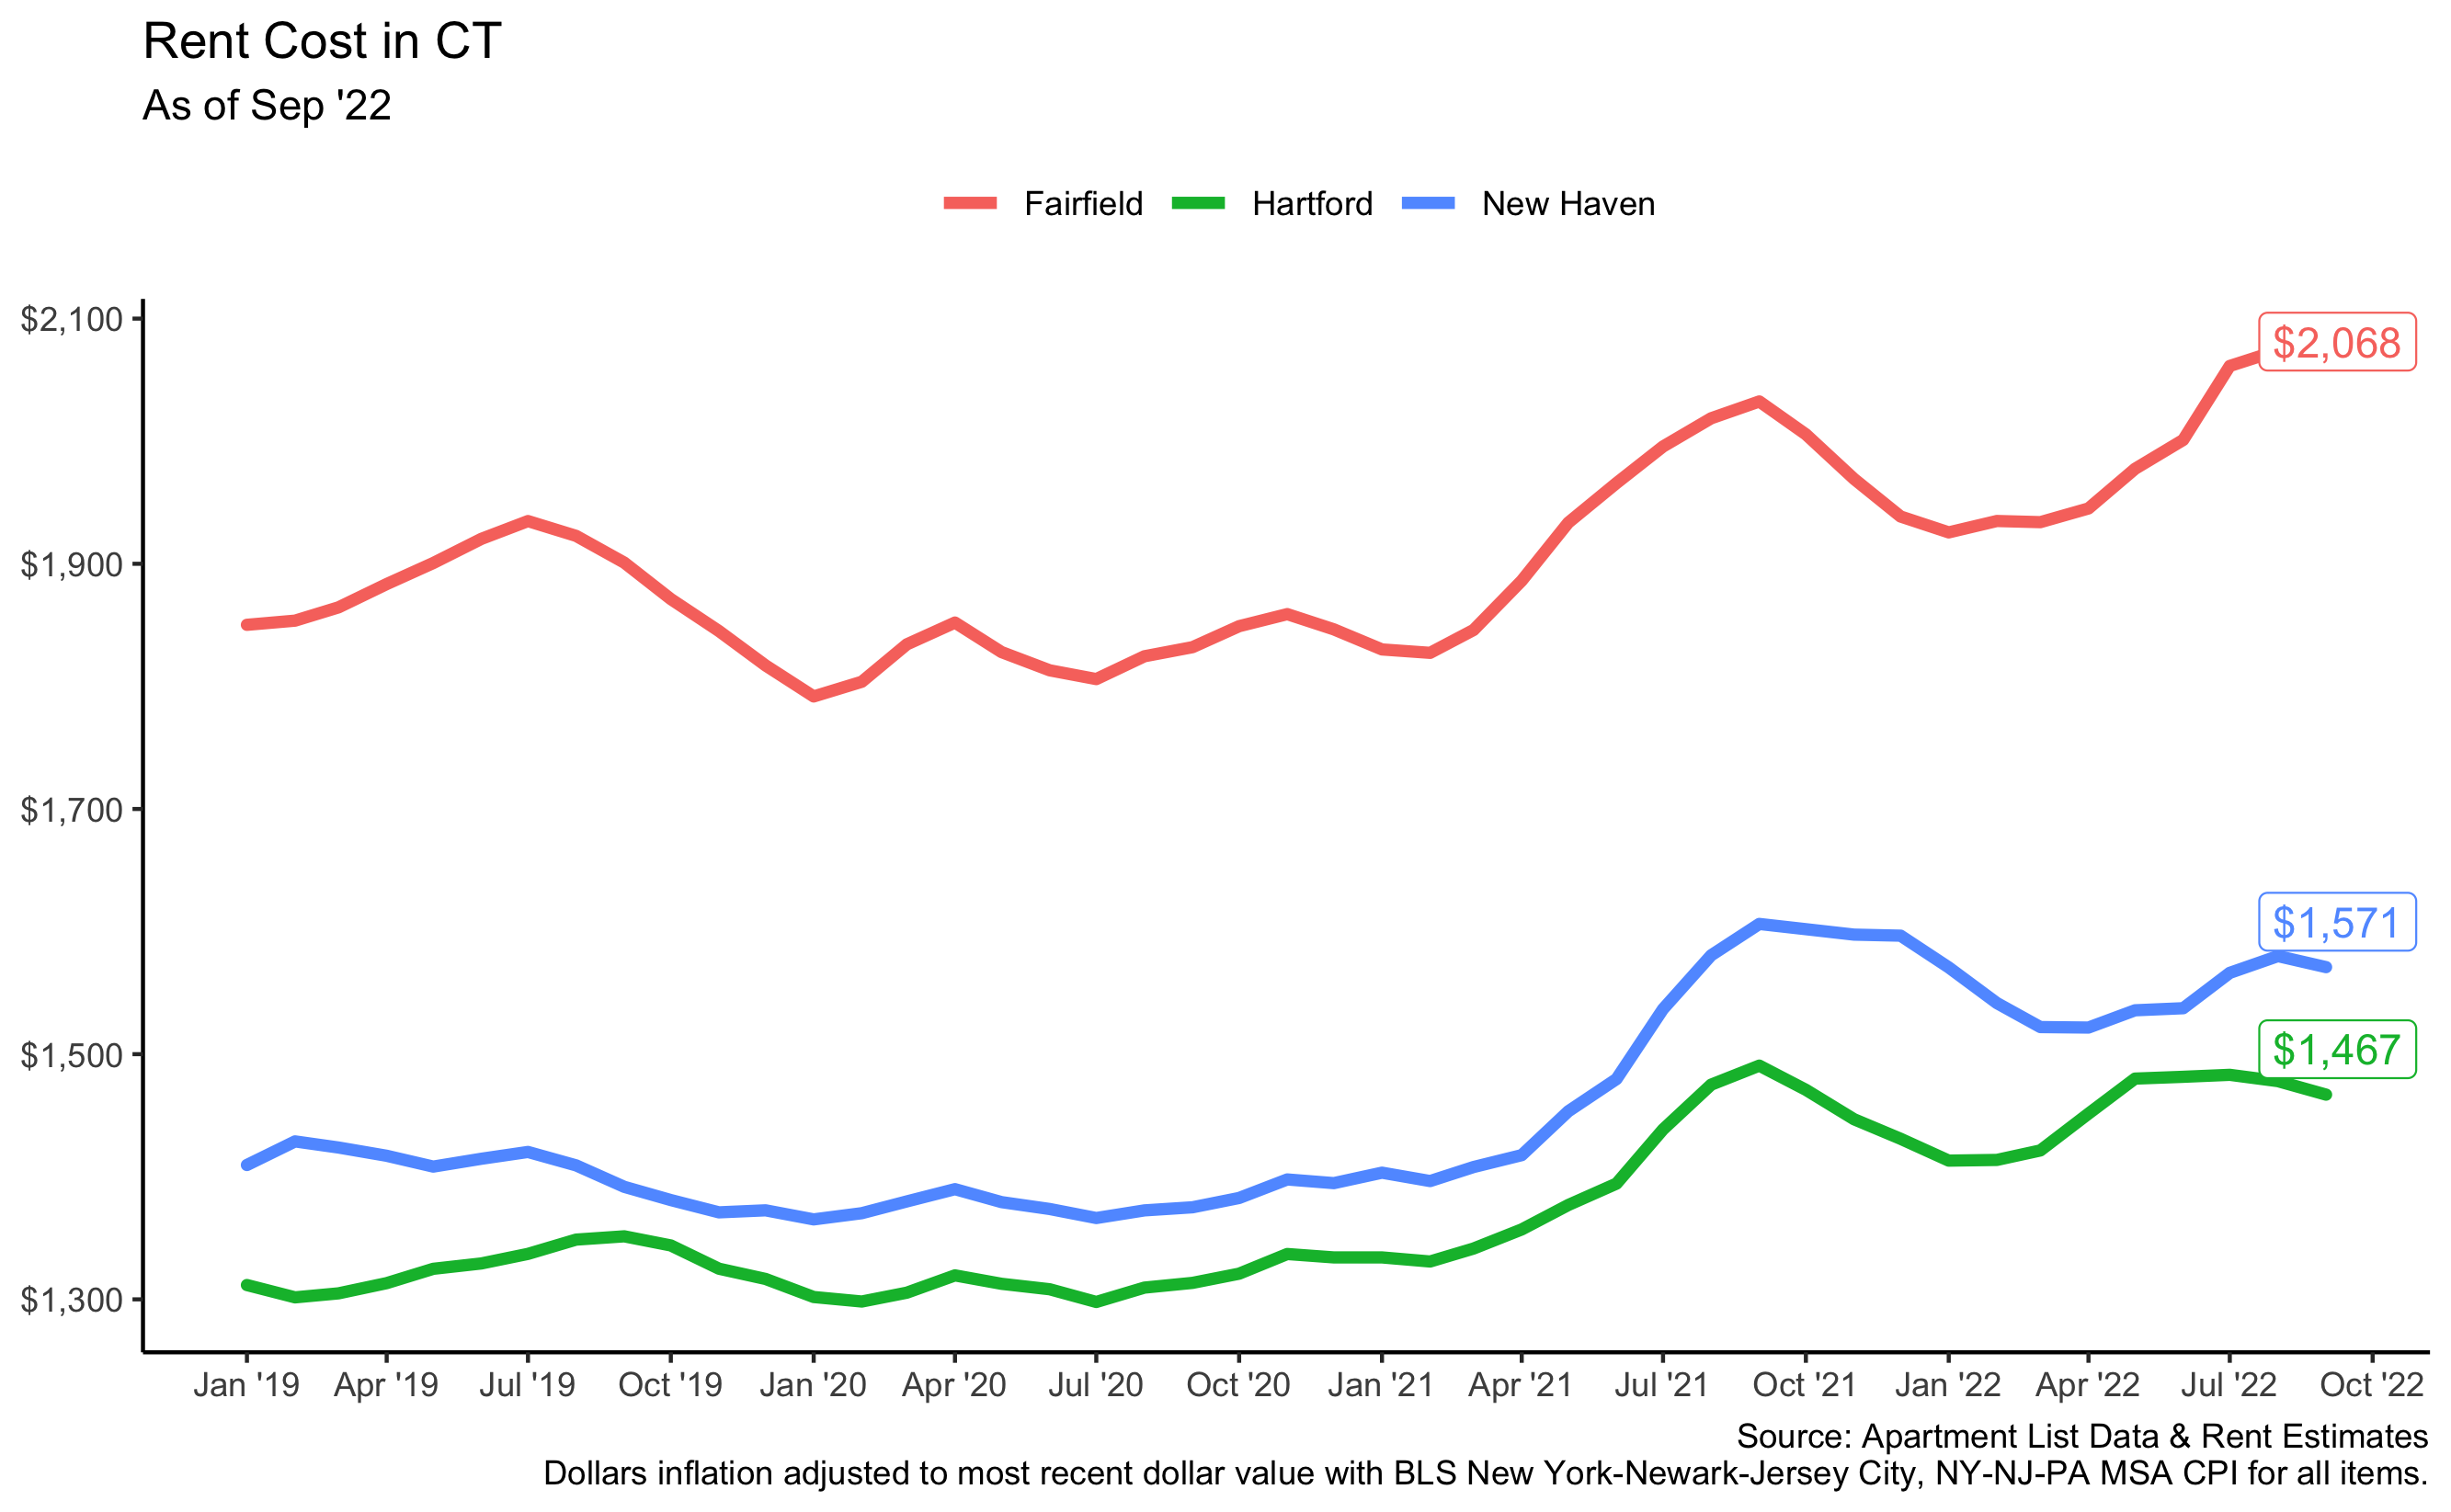 Rent Cost in CT
As of Sep '22
Fairfield Hartford New Haven
$2,100
$2,068
$1,900
$1,700
$1,571
$1,500
$1,467
$1,300
Jan '19 Apr '19 Jul '19 Oct '19 Jan '20 Apr '20 Jul '20 Oct '20 Jan '21 Apr '21 Jul '21 Oct '21 Jan '22 Apr '22 Jul '22 Oct '22
Source: Apartment List Data & Rent Estimates
Dollars inflation adjusted to most recent dollar value with BLS New York-Newark-Jersey City, NY-NJ-PA MSA CPI for all items.